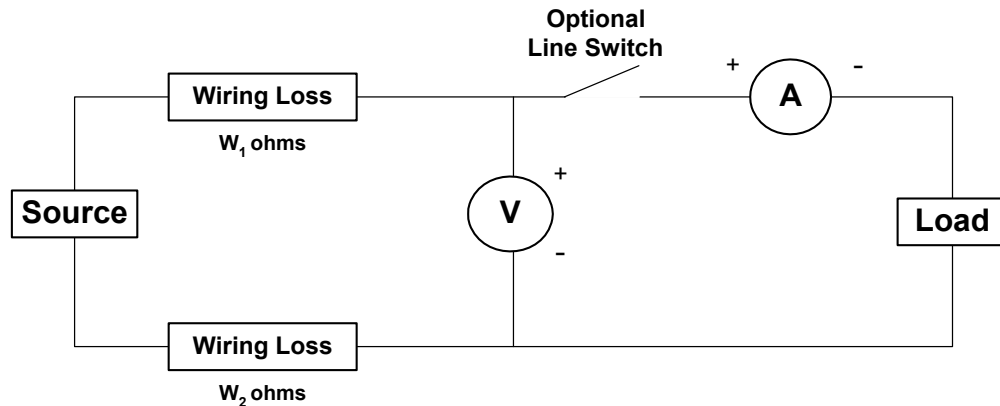 Optional
Line Switch
Wiring Loss
W₁ ohms
+
-
A
Source
V
+
-
Load
Wiring Loss
W₂ ohms